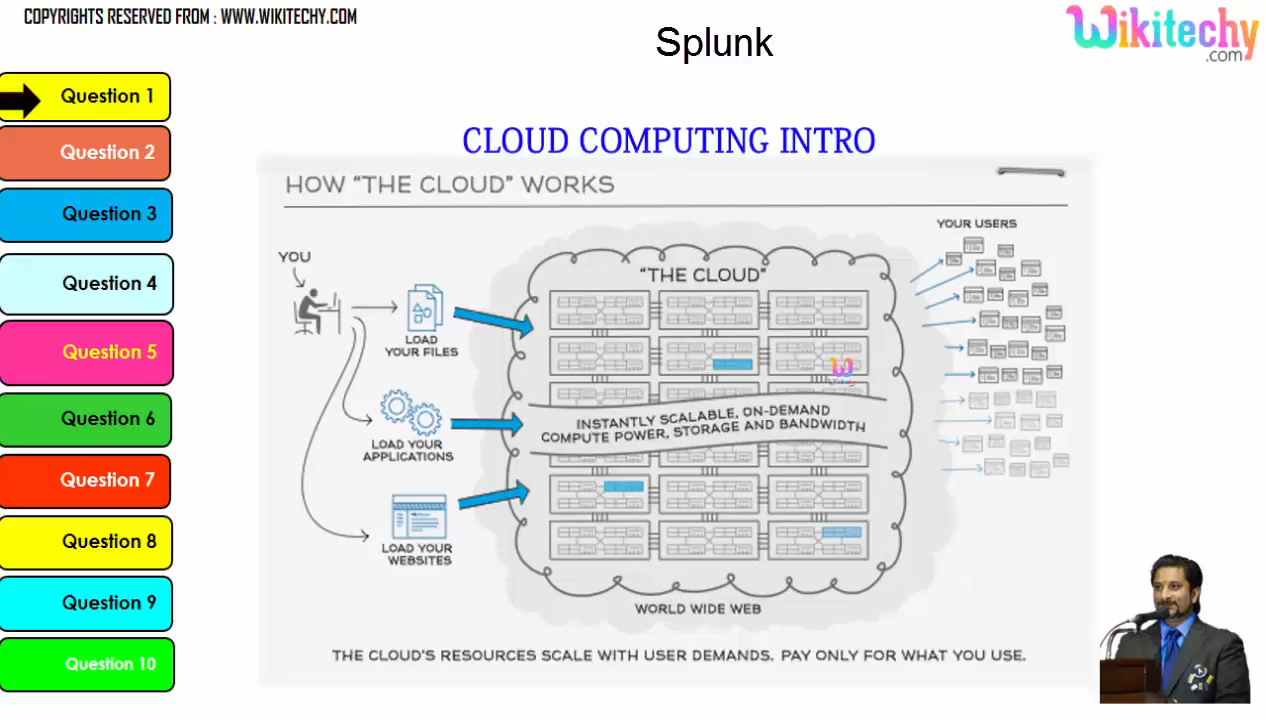 COPYRIGHTS RESERVED FROM : WWW.WIKITECHY.COM
Splunk
Wikitechy
.com
Question 1
Question 2
Question 3
Question 4
Question 5
Question 6
Question 7
Question 8
Question 9
Question 10
CLOUD COMPUTING INTRO
HOW “THE CLOUD” WORKS
YOUR USERS
YOU
“THE CLOUD”
LOAD
YOUR FILES
INSTANTLY SCALABLE, ON-DEMAND
COMPUTE POWER, STORAGE AND BANDWIDTH
LOAD YOUR
APPLICATIONS
LOAD YOUR
WEBSITES
WORLD WIDE WEB
THE CLOUD'S RESOURCES SCALE WITH USER DEMANDS. PAY ONLY FOR WHAT YOU USE.